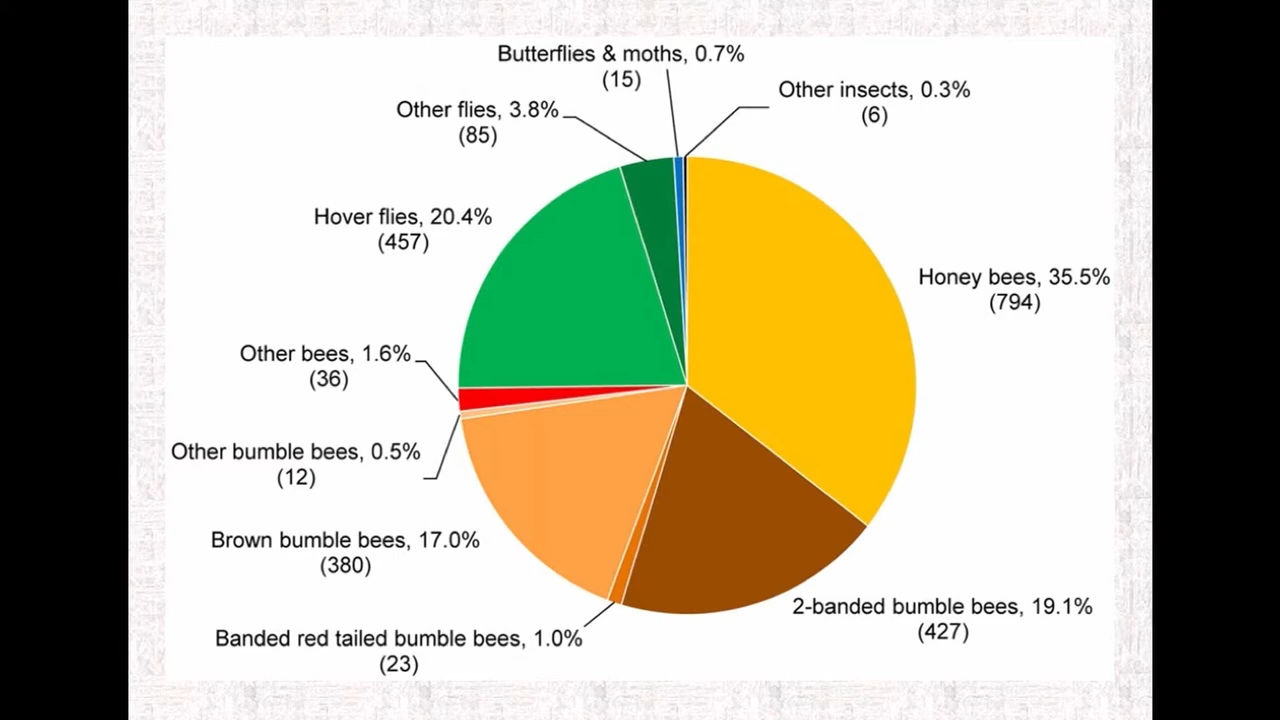 Butterflies & moths, 0.7%
(15)
Other insects, 0.3%
(6)
Other flies, 3.8%
(85)
Hover flies, 20.4%
(457)
Honey bees, 35.5%
(794)
Other bees, 1.6%
(36)
Other bumble bees, 0.5%
(12)
Brown bumble bees, 17.0%
(380)
2-banded bumble bees, 19.1%
(427)
Banded red tailed bumble bees, 1.0%
(23)